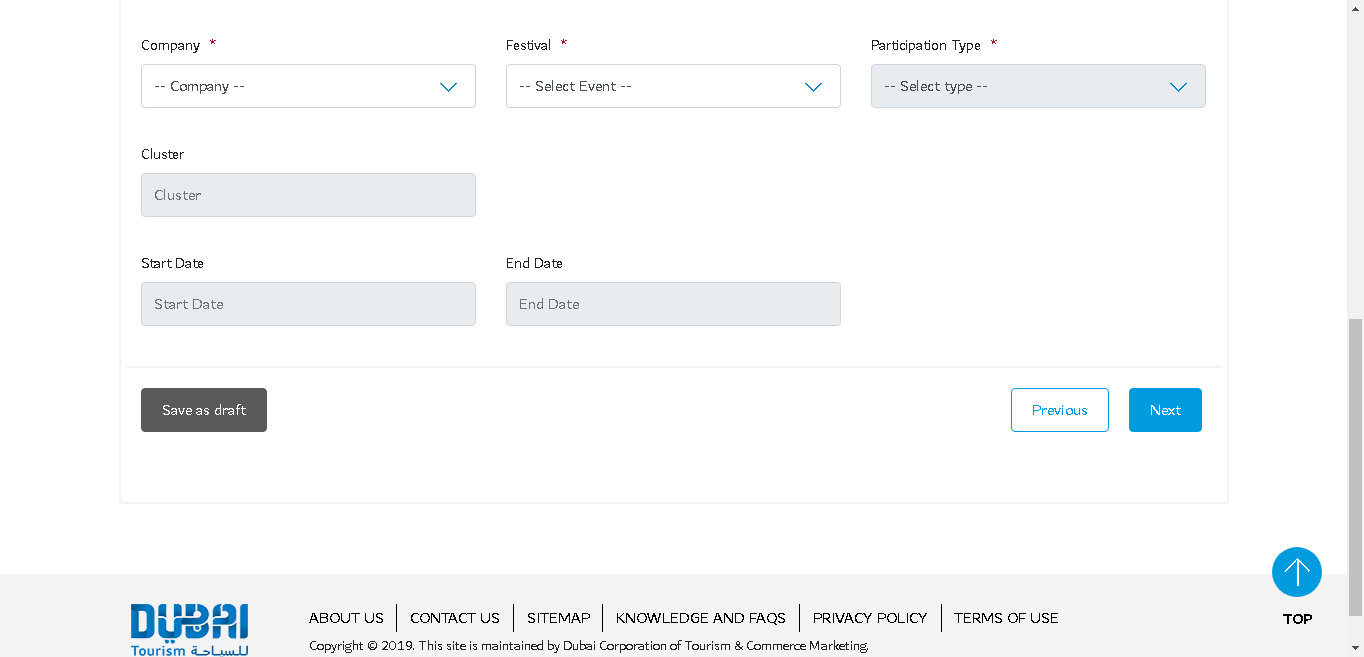 Company *
Festival *
Participation Type *
-- Company --
-- Select Event --
-- Select type --
Cluster
Cluster
Start Date
End Date
Start Date
End Date
Save as draft
Previous
Next
TOP
DUBAI
Tourism للسياحة
ABOUT US
CONTACT US
SITEMAP
KNOWLEDGE AND FAQS
PRIVACY POLICY
TERMS OF USE
Copyright © 2019. This site is maintained by Dubai Corporation of Tourism & Commerce Marketing.